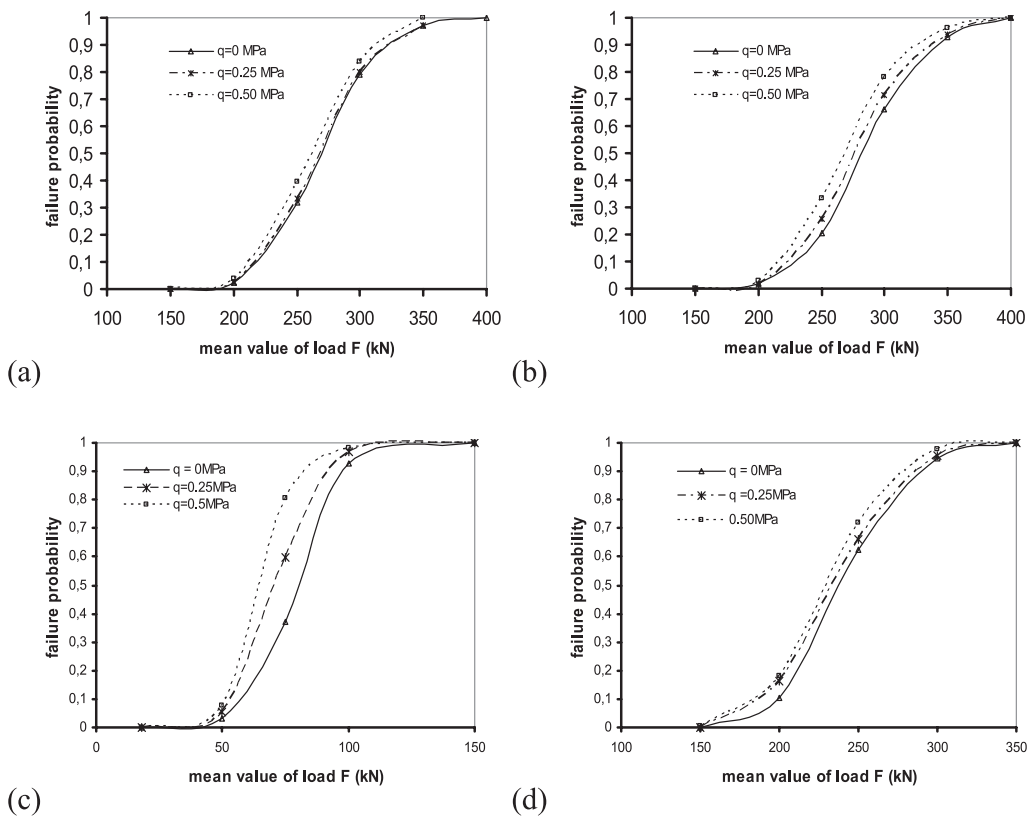 failure probability
1
0,9
0,8
0,7
0,6
0,5
0,4
0,3
0,2
0,1
0
q=0 MPa
q=0.25 MPa
q=0.50 MPa
100 150 200 250 300 350 400
mean value of load F (kN)
(a)
failure probability
1
0,9
0,8
0,7
0,6
0,5
0,4
0,3
0,2
0,1
0
q=0 MPa
q=0.25 MPa
q=0.50 MPa
100 150 200 250 300 350 400
mean value of load F (kN)
(b)
failure probability
1
0,9
0,8
0,7
0,6
0,5
0,4
0,3
0,2
0,1
0
q = 0MPa
q=0.25MPa
q=0.5MPa
0 50 100 150
mean value of load F (kN)
(c)
failure probability
1
0,9
0,8
0,7
0,6
0,5
0,4
0,3
0,2
0,1
0
q = 0MPa
q =0.25MPa
0.50MPa
100 150 200 250 300 350
mean value of load F (kN)
(d)